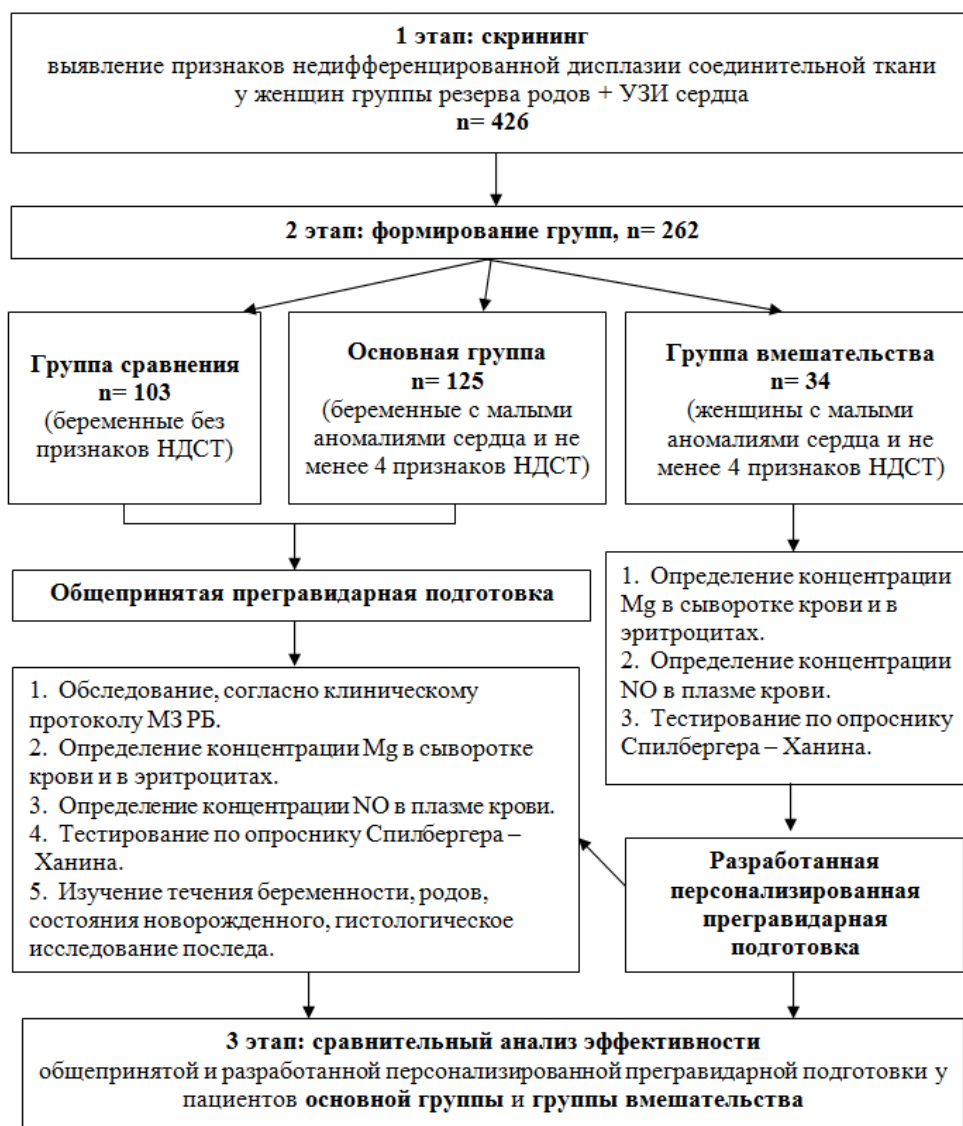 1 этап: скрининг
выявление признаков недифференцированной дисплазии соединительной ткани
у женщин группы резерва родов + УЗИ сердца
n= 426
2 этап: формирование групп, n= 262
Группа сравнения
n= 103
(беременные без
признаков НДСТ)
Основная группа
n= 125
(беременные с малыми
аномалиями сердца и не
менее 4 признаков НДСТ)
Группа вмешательства
n= 34
(женщины с малыми
аномалиями сердца и не
менее 4 признаков НДСТ)
Общепринятая прегравидарная подготовка
1. Определение концентрации
Mg в сыворотке крови и в
эритроцитах.
2. Определение концентрации
NO в плазме крови.
3. Тестирование по опроснику
Спилбергера – Ханина.
1. Обследование, согласно клиническому
протоколу МЗ РБ.
2. Определение концентрации Mg в сыворотке
крови и в эритроцитах.
3. Определение концентрации NO в плазме крови.
4. Тестирование по опроснику Спилбергера –
Ханина.
5. Изучение течения беременности, родов,
состояния новорожденного, гистологическое
исследование последа.
Разработанная
персонализированная
прегравидарная
подготовка
3 этап: сравнительный анализ эффективности
общепринятой и разработанной персонализированной прегравидарной подготовки у
пациентов основной группы и группы вмешательства